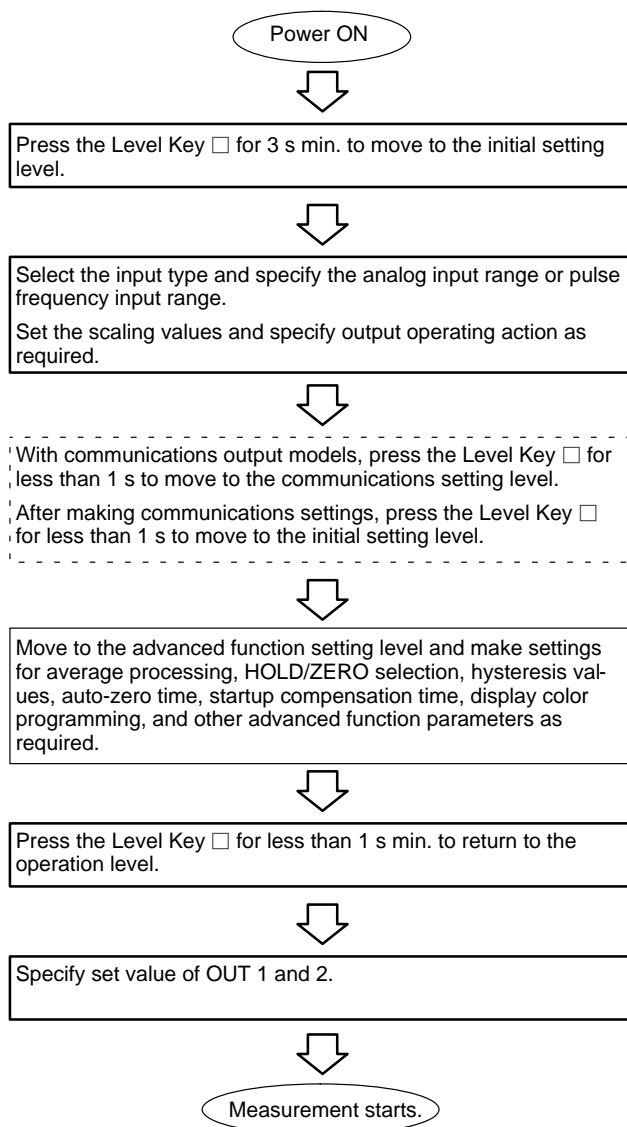 Power ON
Press the Level Key □ for 3 s min. to move to the initial setting
level.
Select the input type and specify the analog input range or pulse
frequency input range.
Set the scaling values and specify output operating action as
required.
With communications output models, press the Level Key □ for
less than 1 s to move to the communications setting level.
After making communications settings, press the Level Key □
for less than 1 s to move to the initial setting level.
Move to the advanced function setting level and make settings
for average processing, HOLD/ZERO selection, hysteresis val-
ues, auto-zero time, startup compensation time, display color
programming, and other advanced function parameters as
required.
Press the Level Key □ for less than 1 s min. to return to the
operation level.
Specify set value of OUT 1 and 2.
Measurement starts.